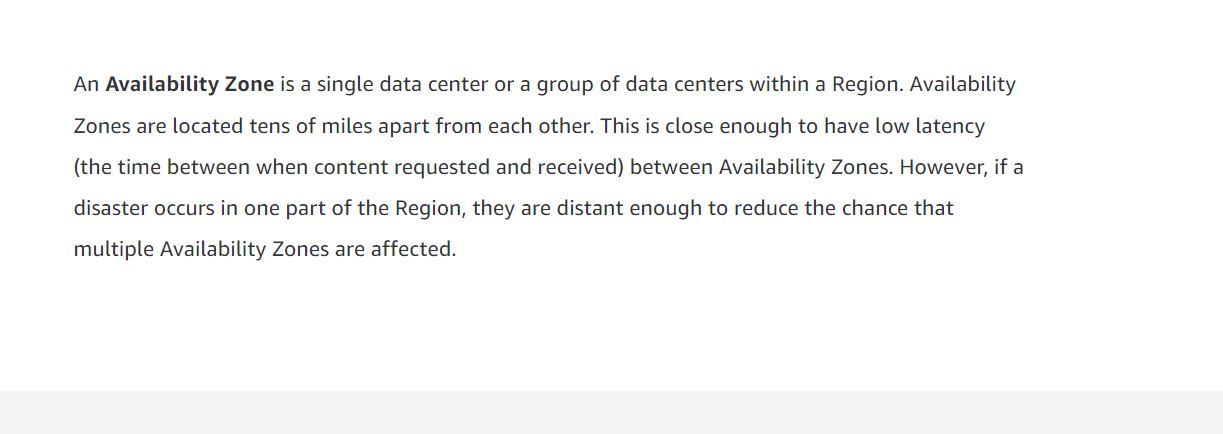 An Availability Zone is a single data center or a group of data centers within a Region. Availability
Zones are located tens of miles apart from each other. This is close enough to have low latency
(the time between when content requested and received) between Availability Zones. However, if a
disaster occurs in one part of the Region, they are distant enough to reduce the chance that
multiple Availability Zones are affected.